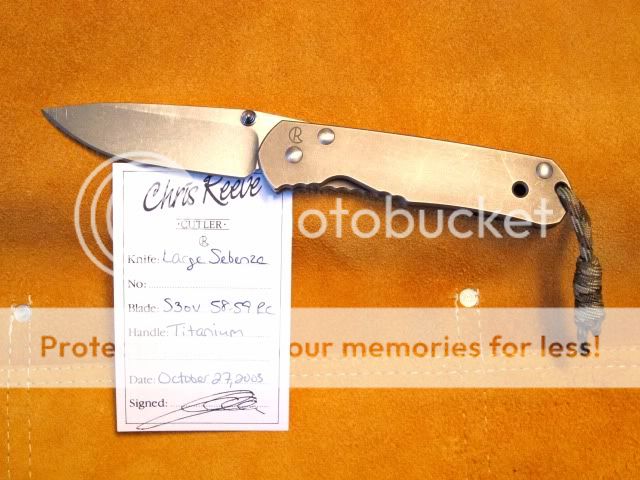 Chris Reeve
·CUTLER·
R
Knife: Large Sebenza
No:
Blade: S30V 58-59 Rc
Handle: Titanium
Date: October 27, 2003
Signed:
photobucket
Protect your memories for less!